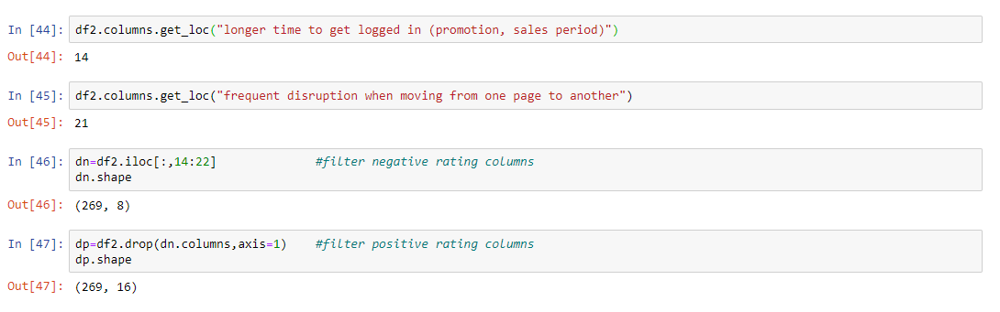 In [44]: df2.columns.get_loc("longer time to get logged in (promotion, sales period)")
Out[44]: 14
In [45]: df2.columns.get_loc("frequent disruption when moving from one page to another")
Out[45]: 21
In [46]: dn=df2.iloc[:,14:22] #filter negative rating columns
dn.shape
Out[46]: (269, 8)
In [47]: dp=df2.drop(dn.columns,axis=1) #filter positive rating columns
dp.shape
Out[47]: (269, 16)